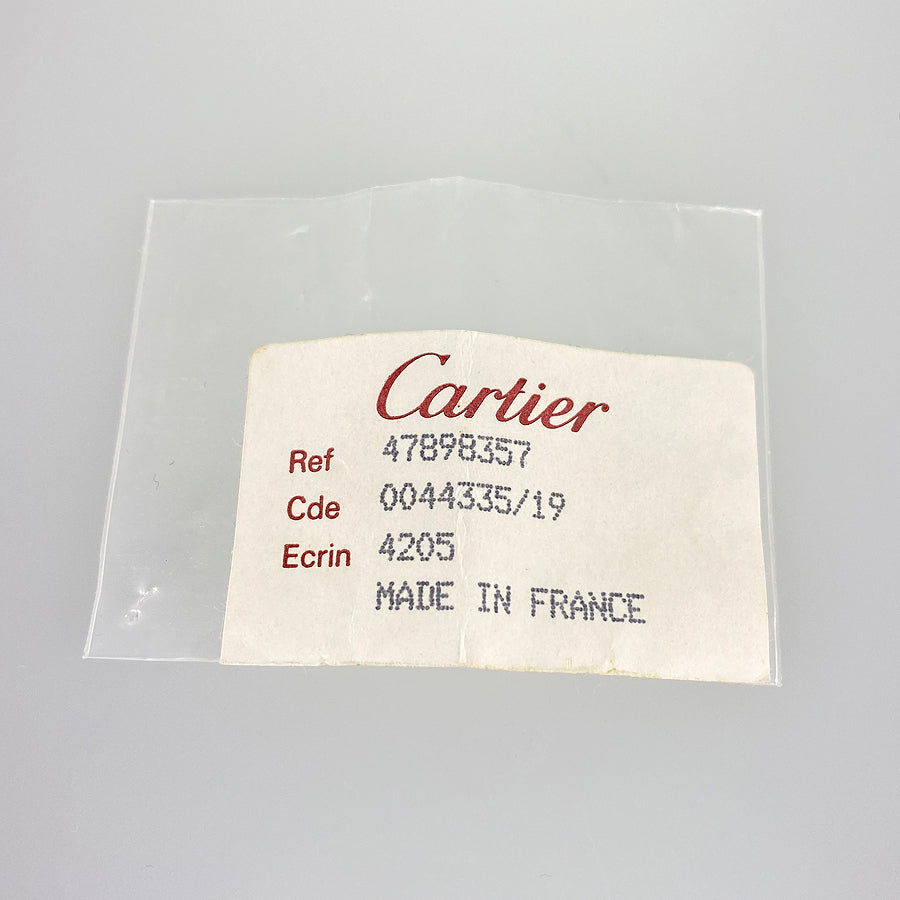 Cartier
Ref 47898357
Cde 0044335/19
Ecrin 4205
MADE IN FRANCE